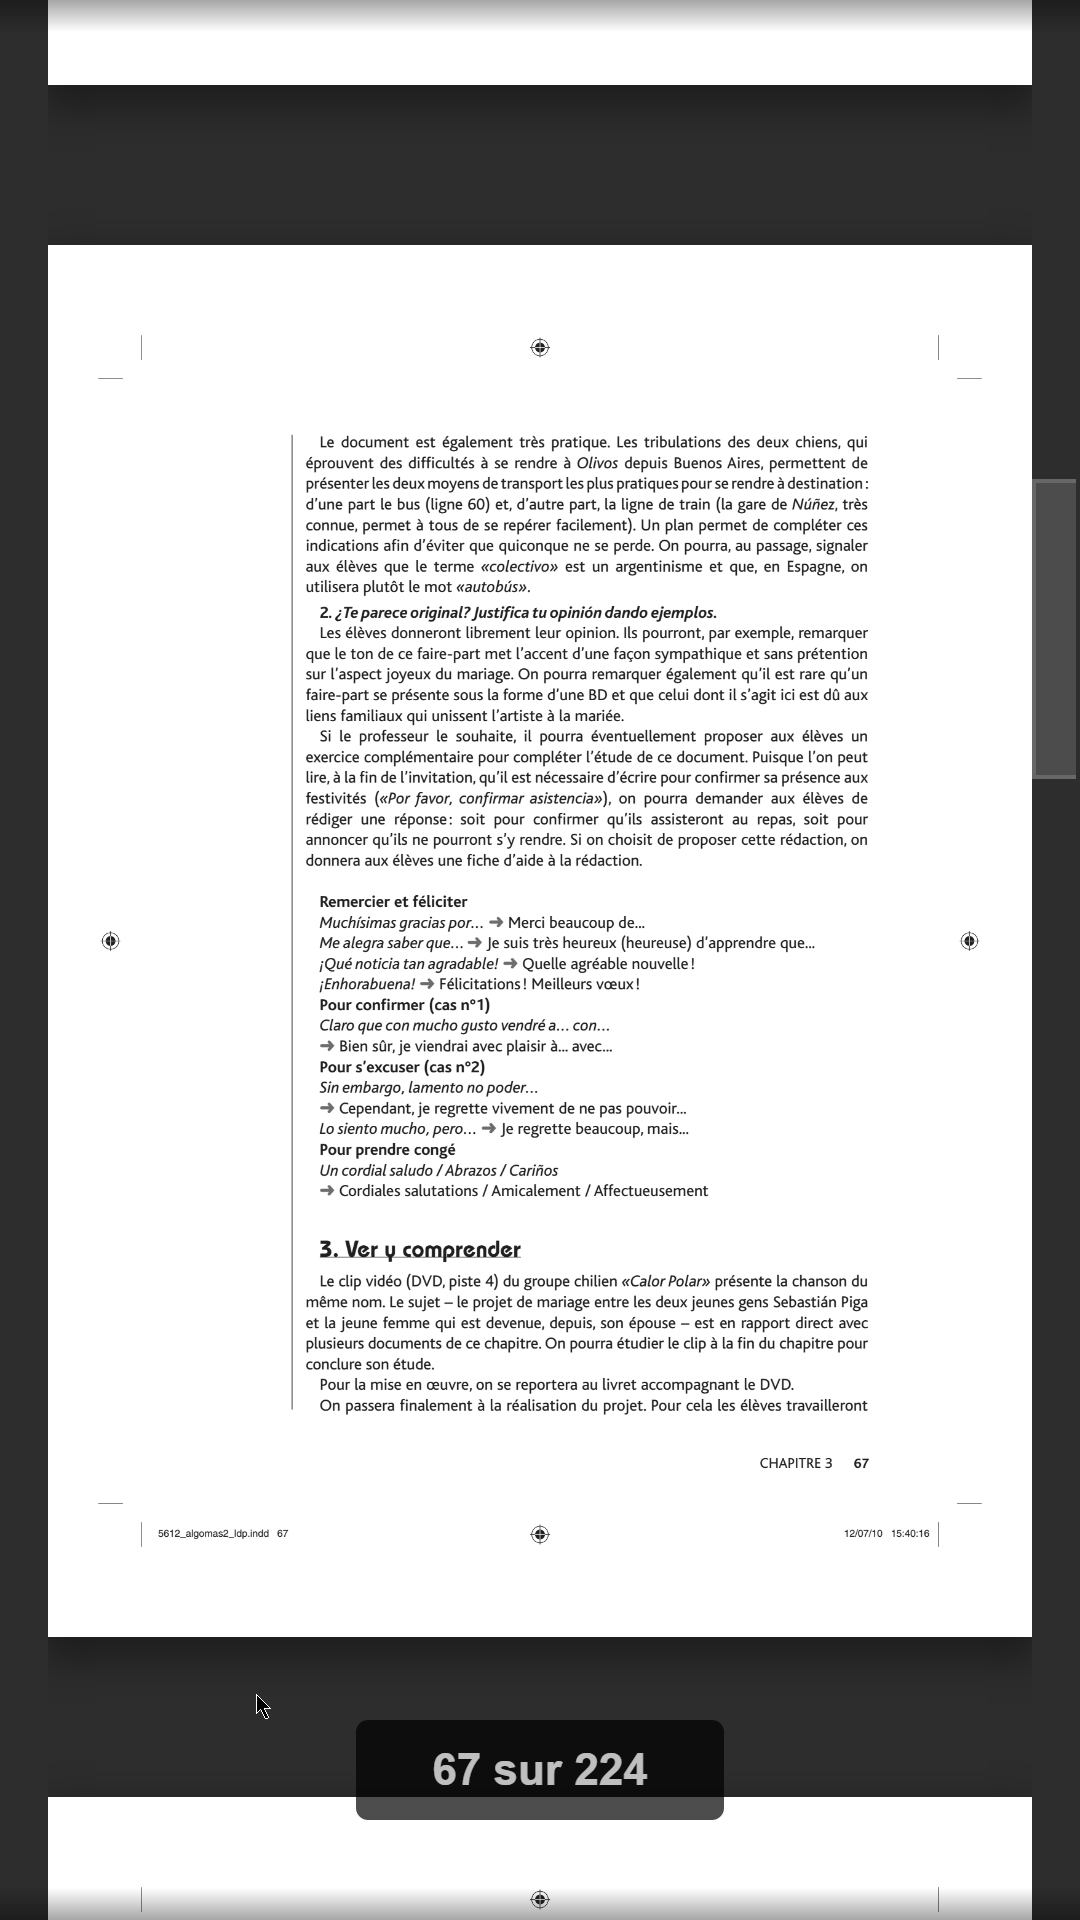 Le document est également très pratique. Les tribulations des deux chiens, qui
éprouvent des difficultés à se rendre à Olivos depuis Buenos Aires, permettent de
présenter les deux moyens de transport les plus pratiques pour se rendre à destination :
d’une part le bus (ligne 60) et, d’autre part, la ligne de train (la gare de Núñez, très
connue, permet à tous de se repérer facilement). Un plan permet de compléter ces
indications afin d’éviter que quiconque ne se perde. On pourra, au passage, signaler
aux élèves que le terme «colectivo» est un argentinisme et que, en Espagne, on
utilisera plutôt le mot «autobús».
2. ¿Te parece original? Justifica tu opinión dando ejemplos.
Les élèves donneront librement leur opinion. Ils pourront, par exemple, remarquer
que le ton de ce faire-part met l’accent d’une façon sympathique et sans prétention
sur l’aspect joyeux du mariage. On pourra remarquer également qu’il est rare qu’un
faire-part se présente sous la forme d’une BD et que celui dont il s’agit ici est dû aux
liens familiaux qui unissent l’artiste à la mariée.
Si le professeur le souhaite, il pourra éventuellement proposer aux élèves un
exercice complémentaire pour compléter l’étude de ce document. Puisque l’on peut
lire, à la fin de l’invitation, qu’il est nécessaire d’écrire pour confirmer sa présence aux
festivités («Por favor, confirmar asistencia»), on pourra demander aux élèves de
rédiger une réponse : soit pour confirmer qu’ils assisteront au repas, soit pour
annoncer qu’ils ne pourront s’y rendre. Si on choisit de proposer cette rédaction, on
donnera aux élèves une fiche d’aide à la rédaction.
Remercier et féliciter
Muchísimas gracias por… ➜ Merci beaucoup de…
Me alegra saber que… ➜ Je suis très heureux (heureuse) d’apprendre que…
¡Qué noticia tan agradable! ➜ Quelle agréable nouvelle !
¡Enhorabuena! ➜ Félicitations ! Meilleurs vœux !
Pour confirmer (cas n°1)
Claro que con mucho gusto vendré a… con…
➜ Bien sûr, je viendrai avec plaisir à… avec…
Pour s’excuser (cas n°2)
Sin embargo, lamento no poder…
➜ Cependant, je regrette vivement de ne pas pouvoir…
Lo siento mucho, pero… ➜ Je regrette beaucoup, mais…
Pour prendre congé
Un cordial saludo / Abrazos / Cariños
➜ Cordiales salutations / Amicalement / Affectueusement
3. Ver y comprender
Le clip vidéo (DVD, piste 4) du groupe chilien «Calor Polar» présente la chanson du
même nom. Le sujet – le projet de mariage entre les deux jeunes gens Sebastián Piga
et la jeune femme qui est devenue, depuis, son épouse – est en rapport direct avec
plusieurs documents de ce chapitre. On pourra étudier le clip à la fin du chapitre pour
conclure son étude.
Pour la mise en œuvre, on se reportera au livret accompagnant le DVD.
On passera finalement à la réalisation du projet. Pour cela les élèves travailleront
CHAPITRE 3 67
5612_algomas2_ldp.indd 67 12/07/10 15:40:16
67 sur 224